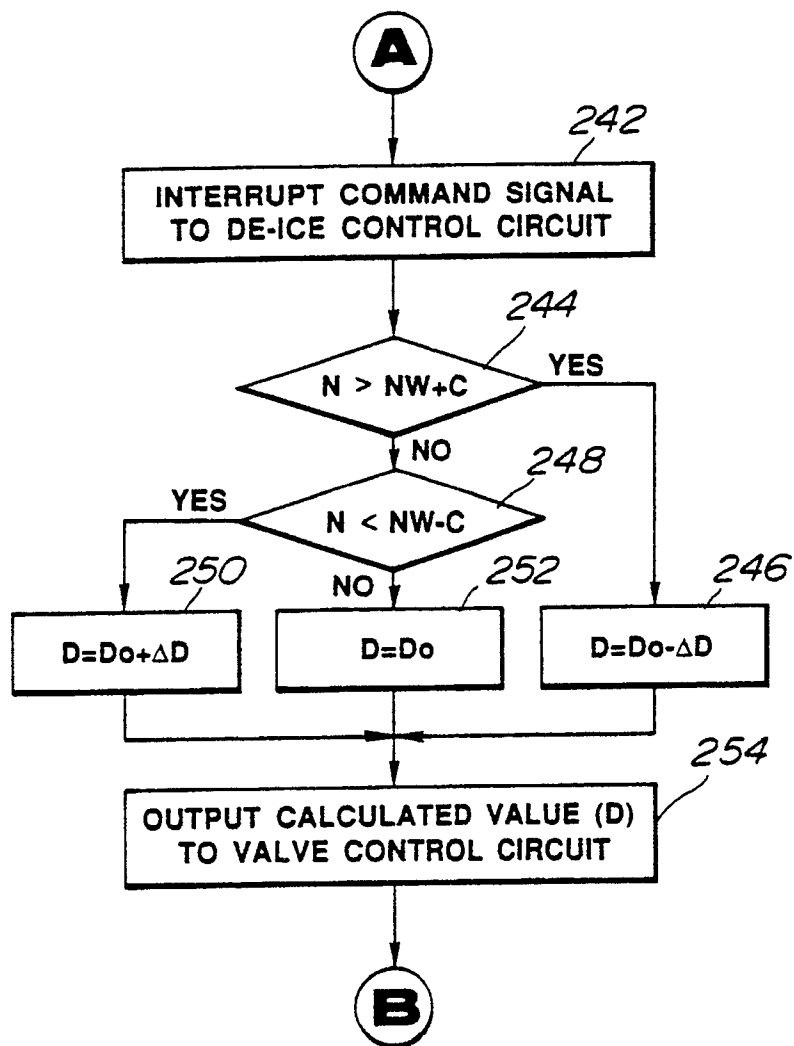 A
242
INTERRUPT COMMAND SIGNAL
TO DE-ICE CONTROL CIRCUIT
244
N > NW+C
YES
NO
248
N < NW-C
YES
NO
250
D=Do+ΔD
252
D=Do
246
D=Do-ΔD
254
OUTPUT CALCULATED VALUE (D)
TO VALVE CONTROL CIRCUIT
B